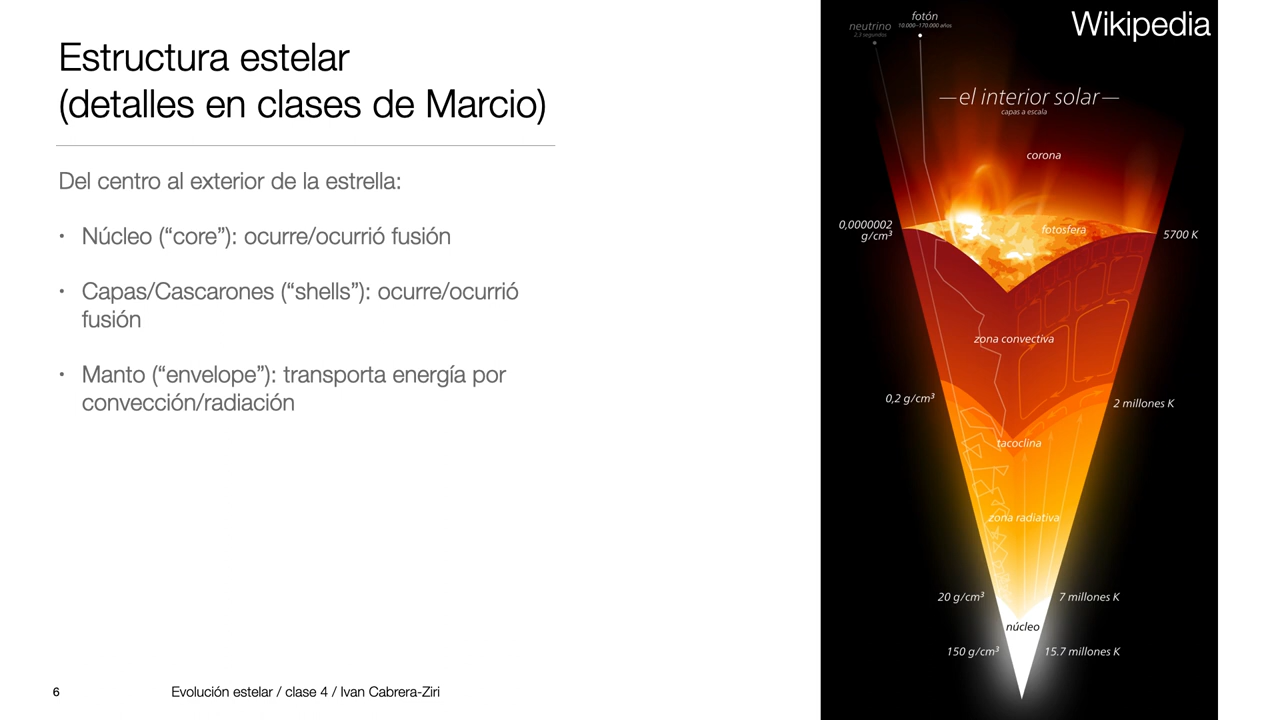 Estructura estelar
(detalles en clases de Marcio)
Del centro al exterior de la estrella:
• Núcleo (“core”): ocurre/ocurrió fusión
• Capas/Cascarones (“shells”): ocurre/ocurrió
fusión
• Manto (“envelope”): transporta energía por
convección/radiación
6
Evolución estelar / clase 4 / Ivan Cabrera-Ziri
Wikipedia
fotón
10.000–170.000 años
neutrino
2,3 segundos
—el interior solar—
capas a escala
corona
0,0000002
g/cm³
fotosfera
5700 K
zona convectiva
0,2 g/cm³
2 millones K
tacoclina
zona radiativa
20 g/cm³
7 millones K
núcleo
150 g/cm³
15.7 millones K